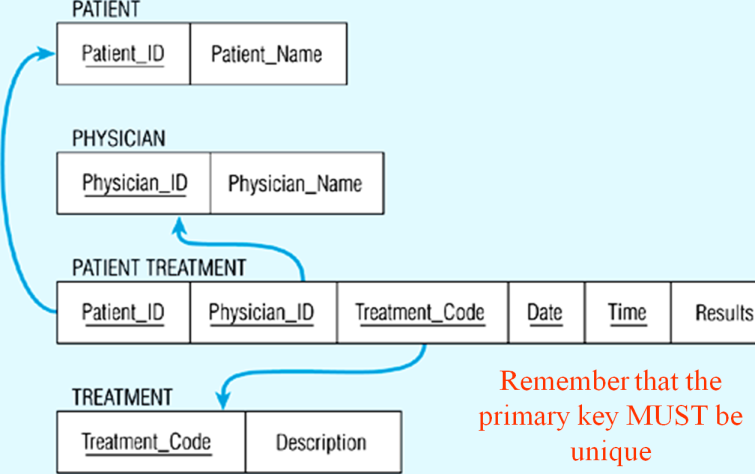 PATIENT
Patient_ID Patient_Name
PHYSICIAN
Physician_ID Physician_Name
PATIENT TREATMENT
Patient_ID Physician_ID Treatment_Code Date Time Results
TREATMENT
Treatment_Code Description
Remember that the
primary key MUST be
unique